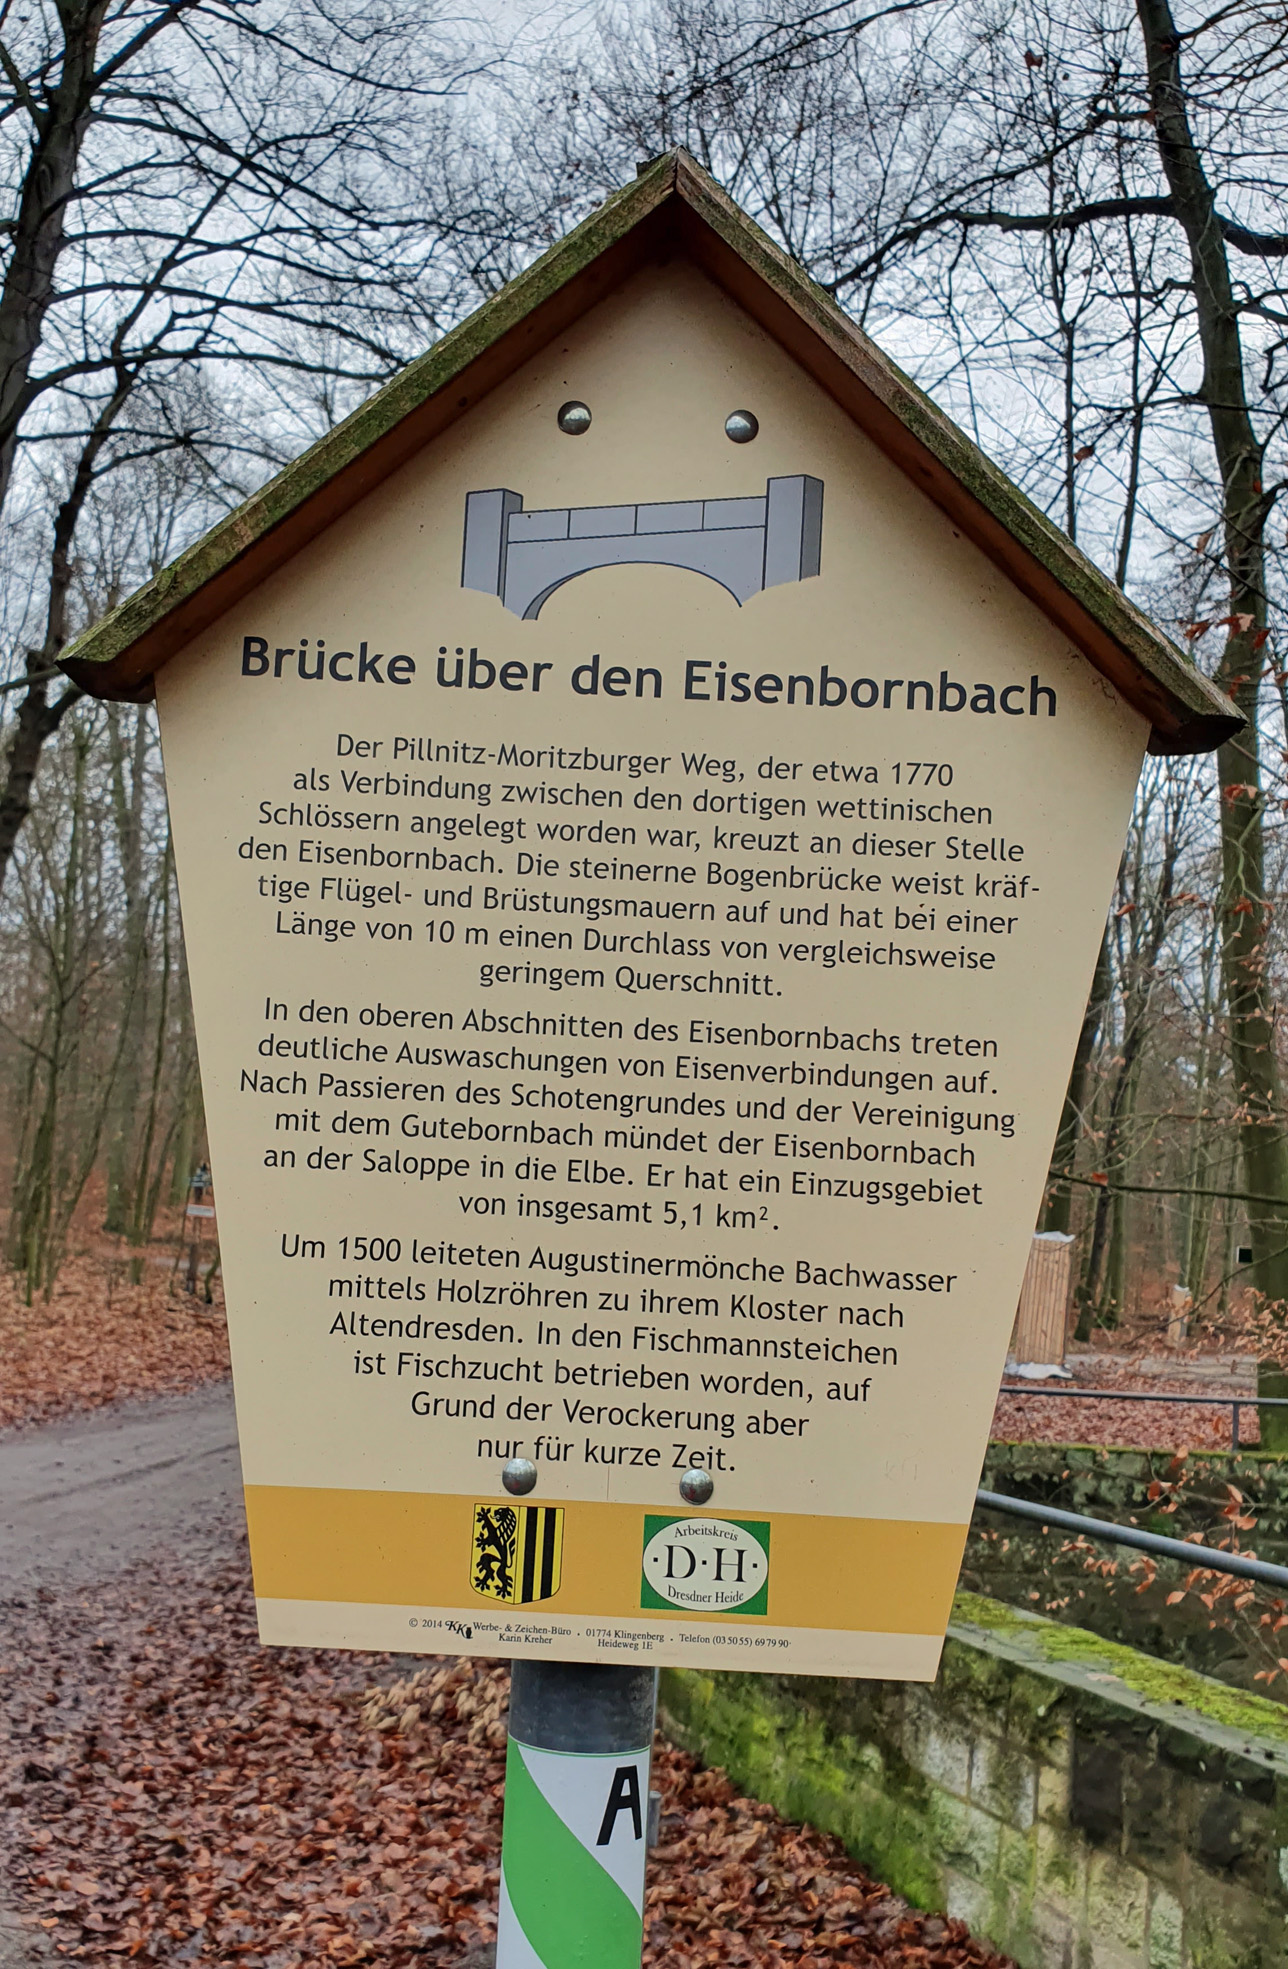 Brücke über den Eisenbornbach
Der Pillnitz-Moritzburger Weg, der etwa 1770
als Verbindung zwischen den dortigen wettinischen
Schlössern angelegt worden war, kreuzt an dieser Stelle
den Eisenbornbach. Die steinerne Bogenbrücke weist kräf-
tige Flügel- und Brüstungsmauern auf und hat bei einer
Länge von 10 m einen Durchlass von vergleichsweise
geringem Querschnitt.
In den oberen Abschnitten des Eisenbornbachs treten
deutliche Auswaschungen von Eisenverbindungen auf.
Nach Passieren des Schotengrundes und der Vereinigung
mit dem Gutebornbach mündet der Eisenbornbach
an der Saloppe in die Elbe. Er hat ein Einzugsgebiet
von insgesamt 5,1 km².
Um 1500 leiteten Augustinermönche Bachwasser
mittels Holzröhren zu ihrem Kloster nach
Altendresden. In den Fischmannsteichen
ist Fischzucht betrieben worden, auf
Grund der Verockerung aber
nur für kurze Zeit.
Arbeitskreis
·D·H·
Dresdner Heide
© 2014 KK Werbe- & Zeichen-Büro · 01774 Klingenberg · Telefon (03 50 55) 69 79 90
Karin Kreher Heideweg 1E
A